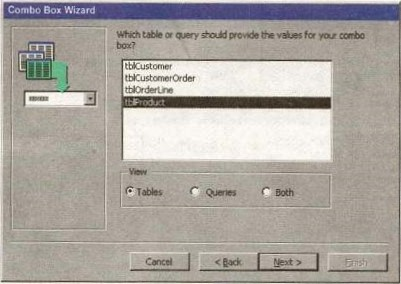 Combo Box Wizard
Which table or query should provide the values for your combo
box?
tblCustomer
tblCustomerOrder
tblOrderLine
tblProduct
View
Tables
Queries
Both
Cancel
< Back
Next >
Finish